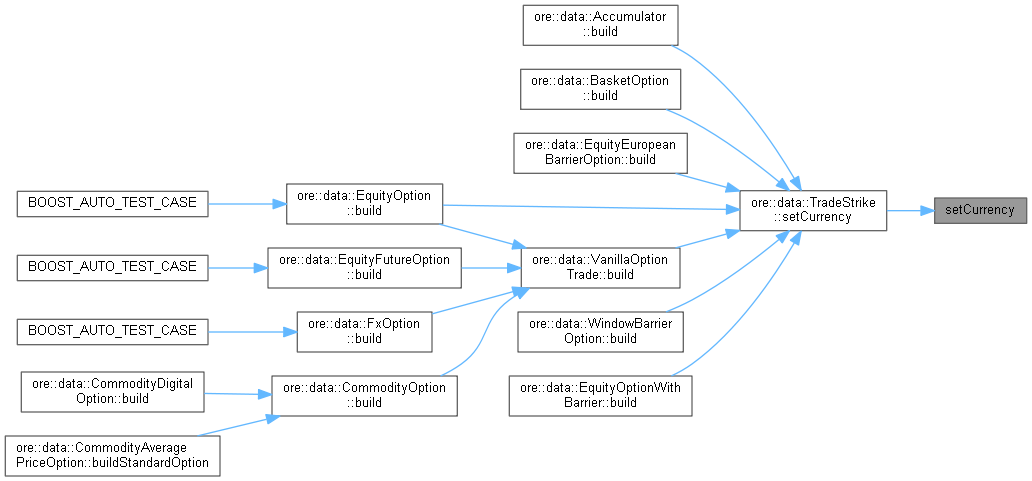 ore::data::Accumulator
::build
ore::data::BasketOption
::build
ore::data::EquityEuropean
BarrierOption::build
BOOST_AUTO_TEST_CASE
ore::data::EquityOption
::build
ore::data::TradeStrike
::setCurrency
setCurrency
BOOST_AUTO_TEST_CASE
ore::data::EquityFutureOption
::build
ore::data::VanillaOption
Trade::build
BOOST_AUTO_TEST_CASE
ore::data::FxOption
::build
ore::data::WindowBarrier
Option::build
ore::data::CommodityDigital
Option::build
ore::data::CommodityOption
::build
ore::data::EquityOptionWith
Barrier::build
ore::data::CommodityAverage
PriceOption::buildStandardOption